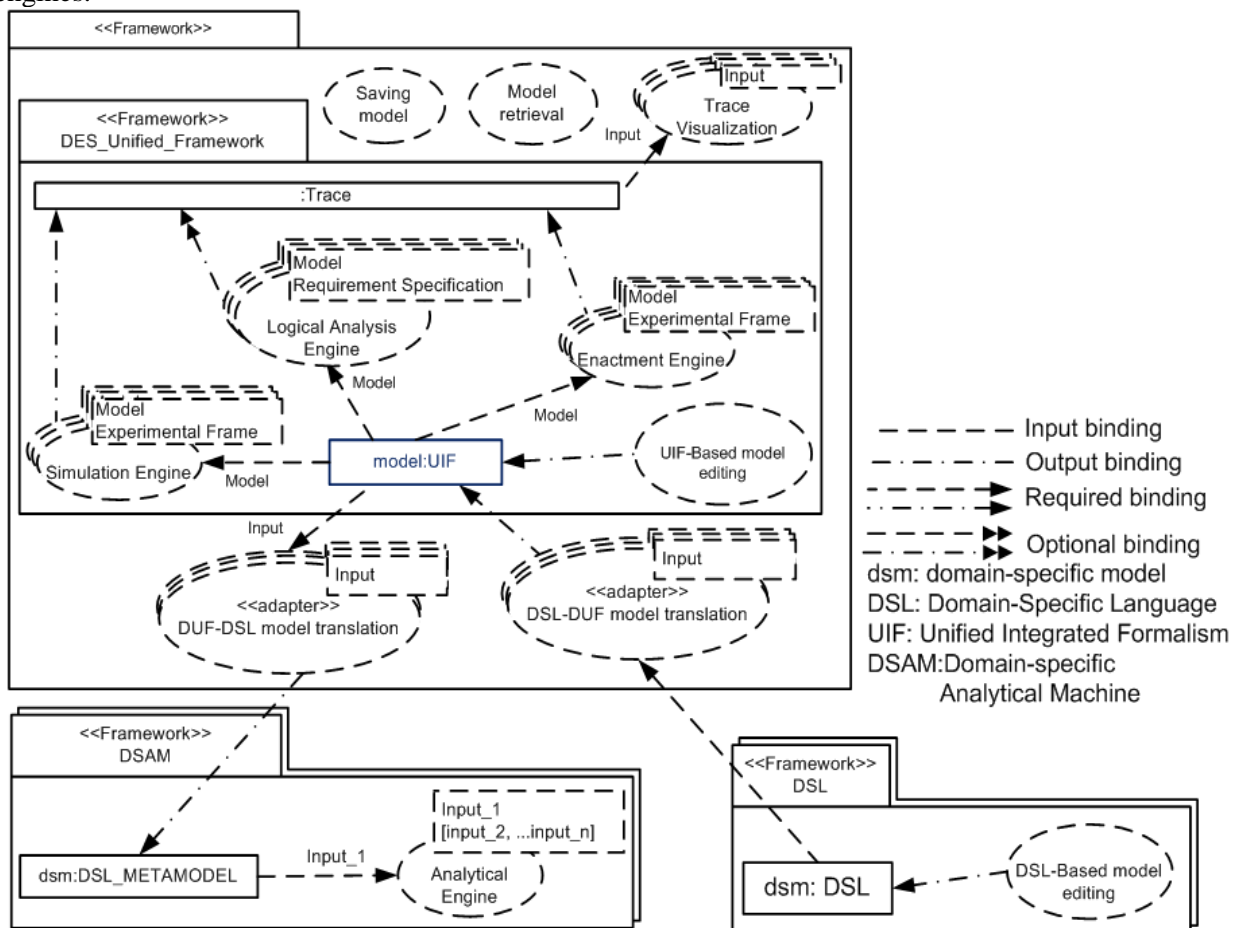 engines.
<<Framework>>
Saving
model
Model
retrieval
Input
Trace
Visualization
Input
<<Framework>>
DES_Unified_Framework
:Trace
Model
Requirement Specification
Logical Analysis
Engine
Model
Experimental Frame
Enactment Engine
Model
Model
Model
Experimental Frame
Simulation Engine
Model
model:UIF
UIF-Based model
editing
Input
Input
<<adapter>>
DUF-DSL model translation
Input
<<adapter>>
DSL-DUF model translation
Input binding
Output binding
Required binding
Optional binding
dsm: domain-specific model
DSL: Domain-Specific Language
UIF: Unified Integrated Formalism
DSAM:Domain-specific
Analytical Machine
<<Framework>>
DSAM
Input_1
[input_2, ...input_n]
dsm:DSL_METAMODEL
Input_1
Analytical
Engine
<<Framework>>
DSL
dsm: DSL
DSL-Based model
editing